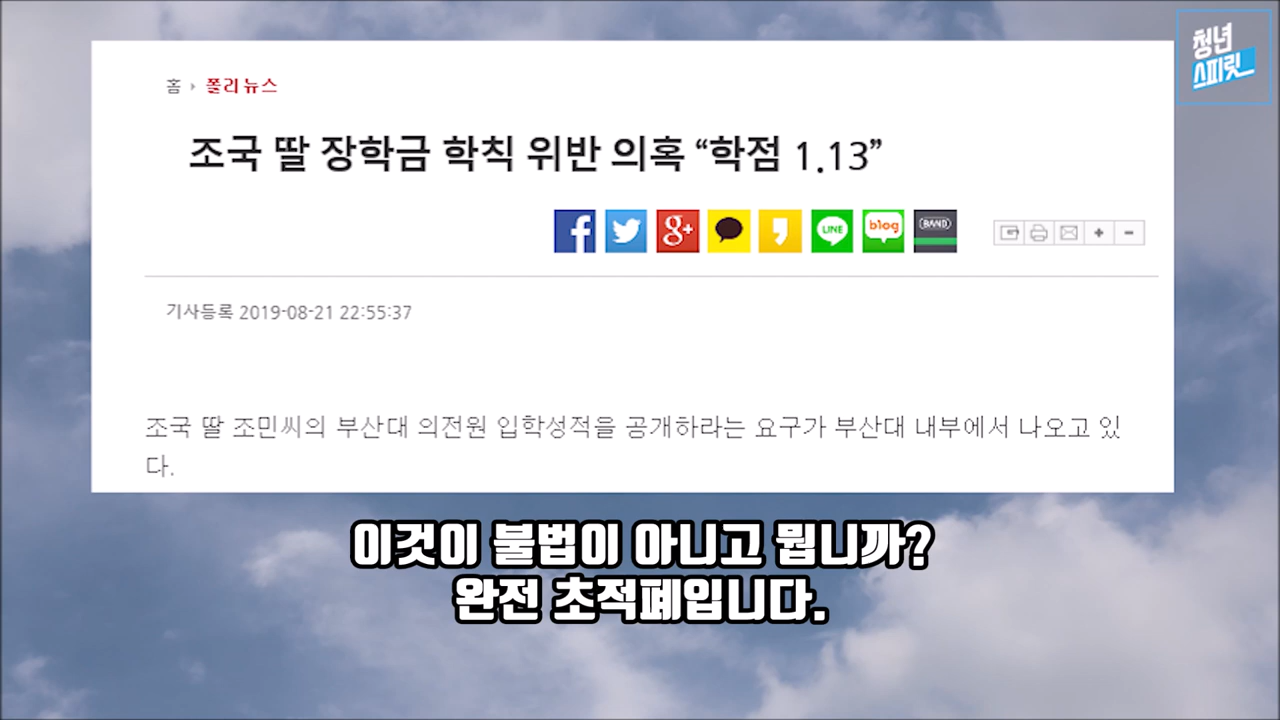 청년
스피릿
홈 › 폴리뉴스
조국 딸 장학금 학칙 위반 의혹 “학점 1.13”
f g+ LINE blog BAND + -
기사등록 2019-08-21 22:55:37
조국 딸 조민씨의 부산대 의전원 입학성적을 공개하라는 요구가 부산대 내부에서 나오고 있
다.
이것이 불법이 아니고 뭡니까?
완전 초적폐입니다.